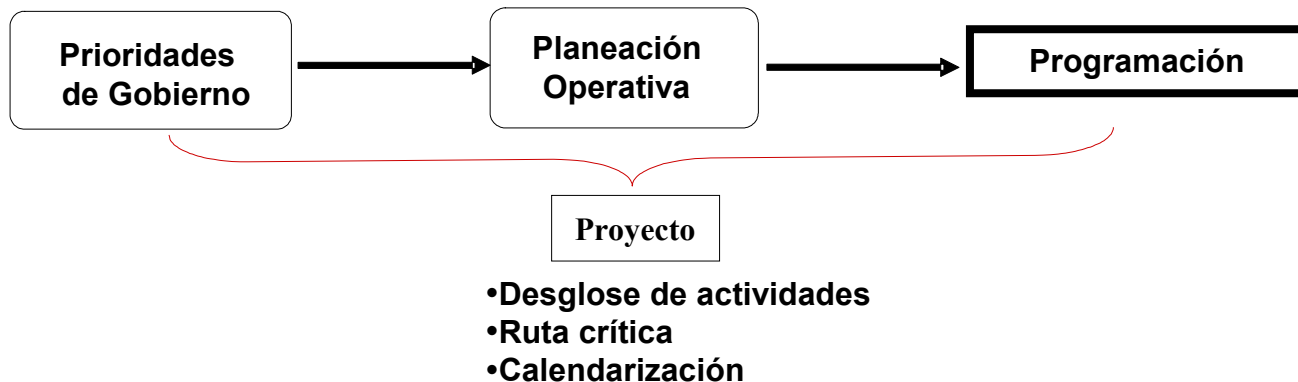 Prioridades
de Gobierno
Planeación
Operativa
Programación
Proyecto
•Desglose de actividades
•Ruta crítica
•Calendarización